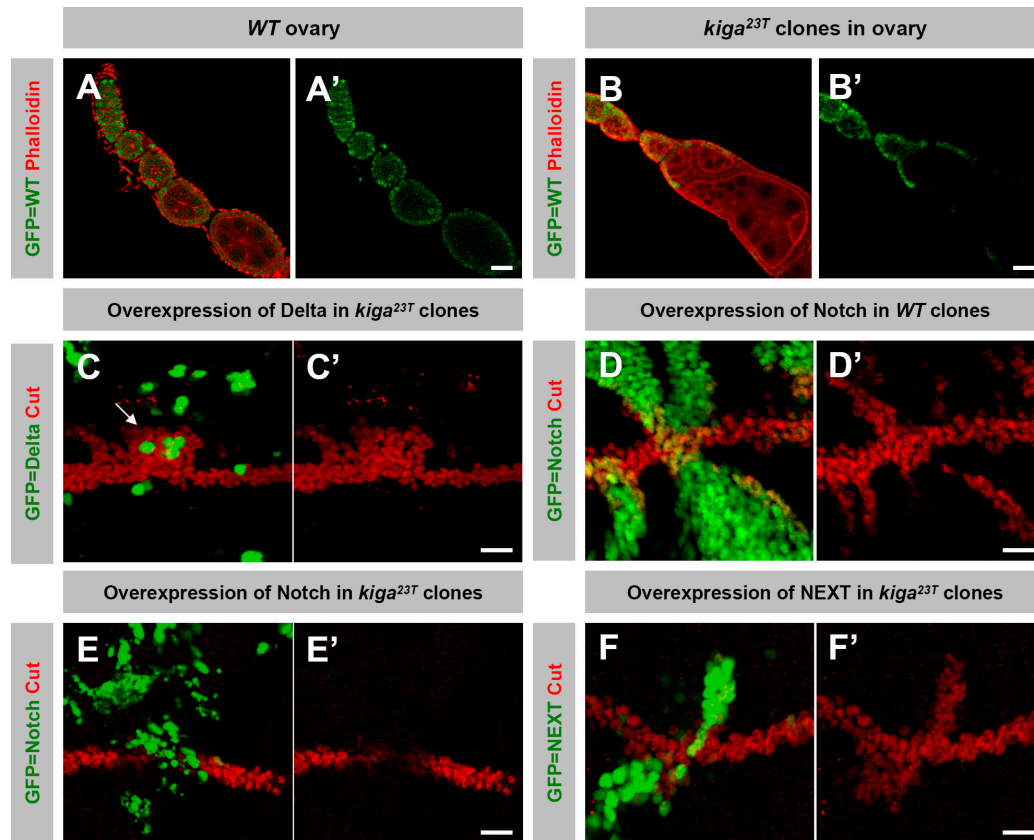 WT ovary
kiga23T clones in ovary
GFP=WT Phalloidin
A
A’
GFP=WT Phalloidin
B
B’
Overexpression of Delta in kiga23T clones
Overexpression of Notch in WT clones
GFP=Delta Cut
C
C’
GFP=Notch Cut
D
D’
Overexpression of Notch in kiga23T clones
Overexpression of NEXT in kiga23T clones
GFP=Notch Cut
E
E’
GFP=NEXT Cut
F
F’